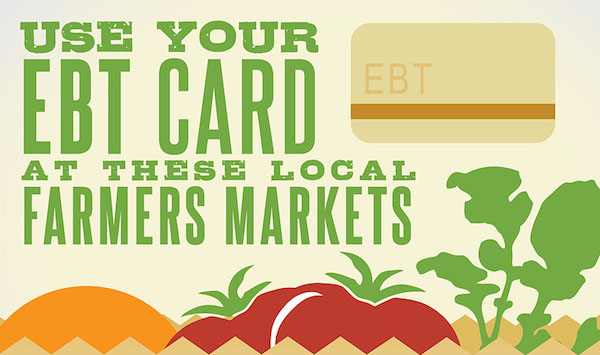 USE YOUR
EBT CARD
AT THESE LOCAL
FARMERS MARKETS
EBT